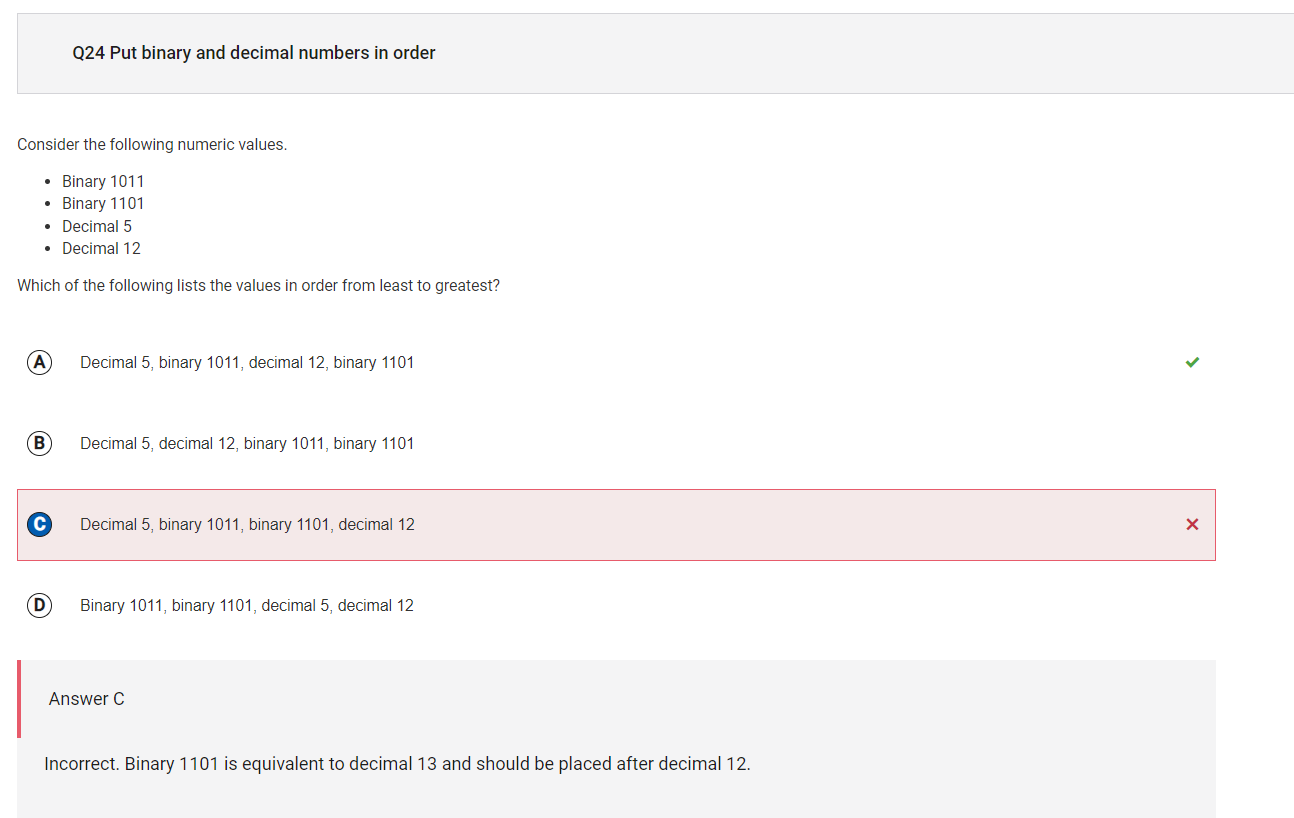 Q24 Put binary and decimal numbers in order
Consider the following numeric values.
• Binary 1011
• Binary 1101
• Decimal 5
• Decimal 12
Which of the following lists the values in order from least to greatest?
A Decimal 5, binary 1011, decimal 12, binary 1101
B Decimal 5, decimal 12, binary 1011, binary 1101
C Decimal 5, binary 1011, binary 1101, decimal 12
D Binary 1011, binary 1101, decimal 5, decimal 12
Answer C
Incorrect. Binary 1101 is equivalent to decimal 13 and should be placed after decimal 12.